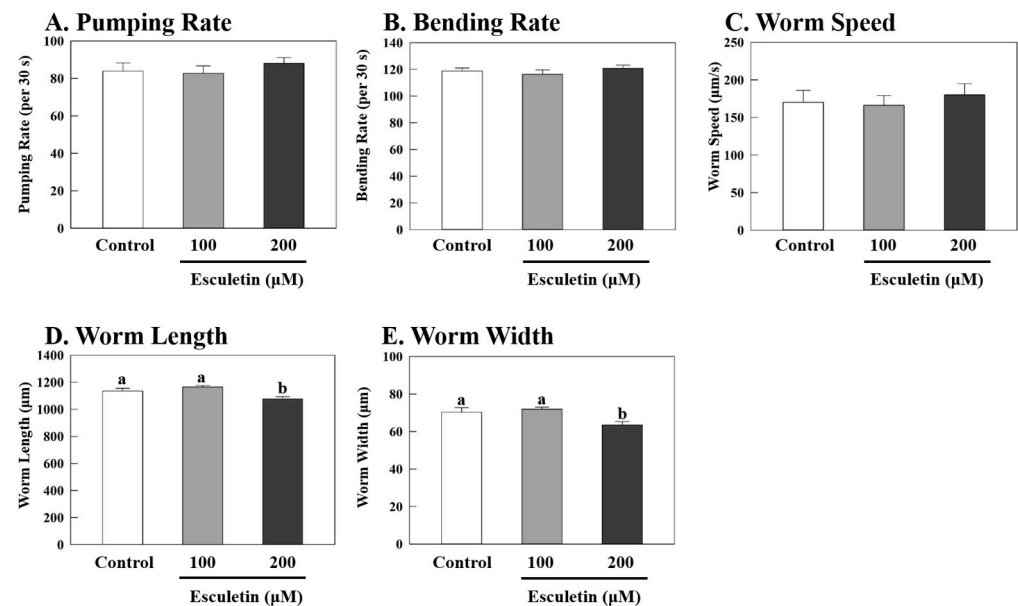 A. Pumping Rate
Pumping Rate (per 30 s)
100
80
60
40
20
0
Control
100
200
Esculetin (µM)
B. Bending Rate
Bending Rate (per 30 s)
140
120
100
80
60
40
20
0
Control
100
200
Esculetin (µM)
C. Worm Speed
Worm Speed (µm/s)
250
200
150
100
50
0
Control
100
200
Esculetin (µM)
D. Worm Length
Worm Length (µm)
1400
1200
1000
800
600
400
200
0
a
a
b
Control
100
200
Esculetin (µM)
E. Worm Width
Worm Width (µm)
100
80
60
40
20
0
a
a
b
Control
100
200
Esculetin (µM)